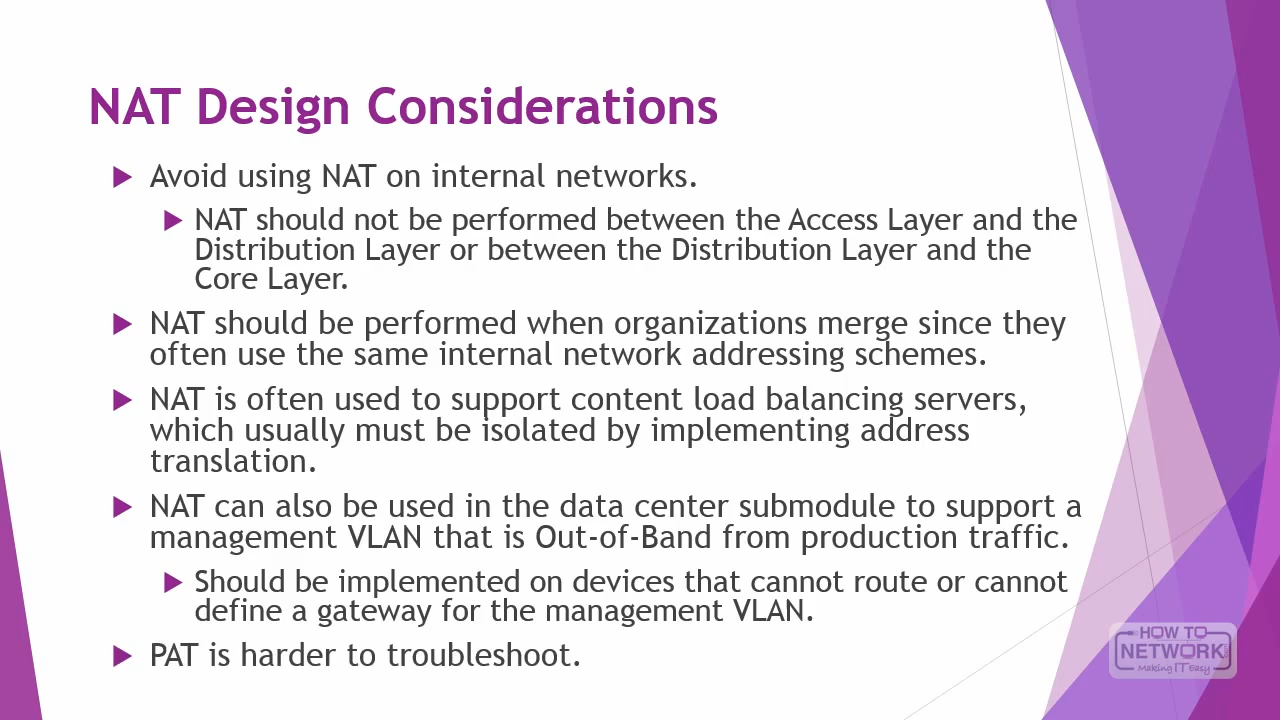 NAT Design Considerations
Avoid using NAT on internal networks.
NAT should not be performed between the Access Layer and the
Distribution Layer or between the Distribution Layer and the
Core Layer.
NAT should be performed when organizations merge since they
often use the same internal network addressing schemes.
NAT is often used to support content load balancing servers,
which usually must be isolated by implementing address
translation.
NAT can also be used in the data center submodule to support a
management VLAN that is Out-of-Band from production traffic.
Should be implemented on devices that cannot route or cannot
define a gateway for the management VLAN.
PAT is harder to troubleshoot.
HOW TO
NETWORK
Making IT Easy